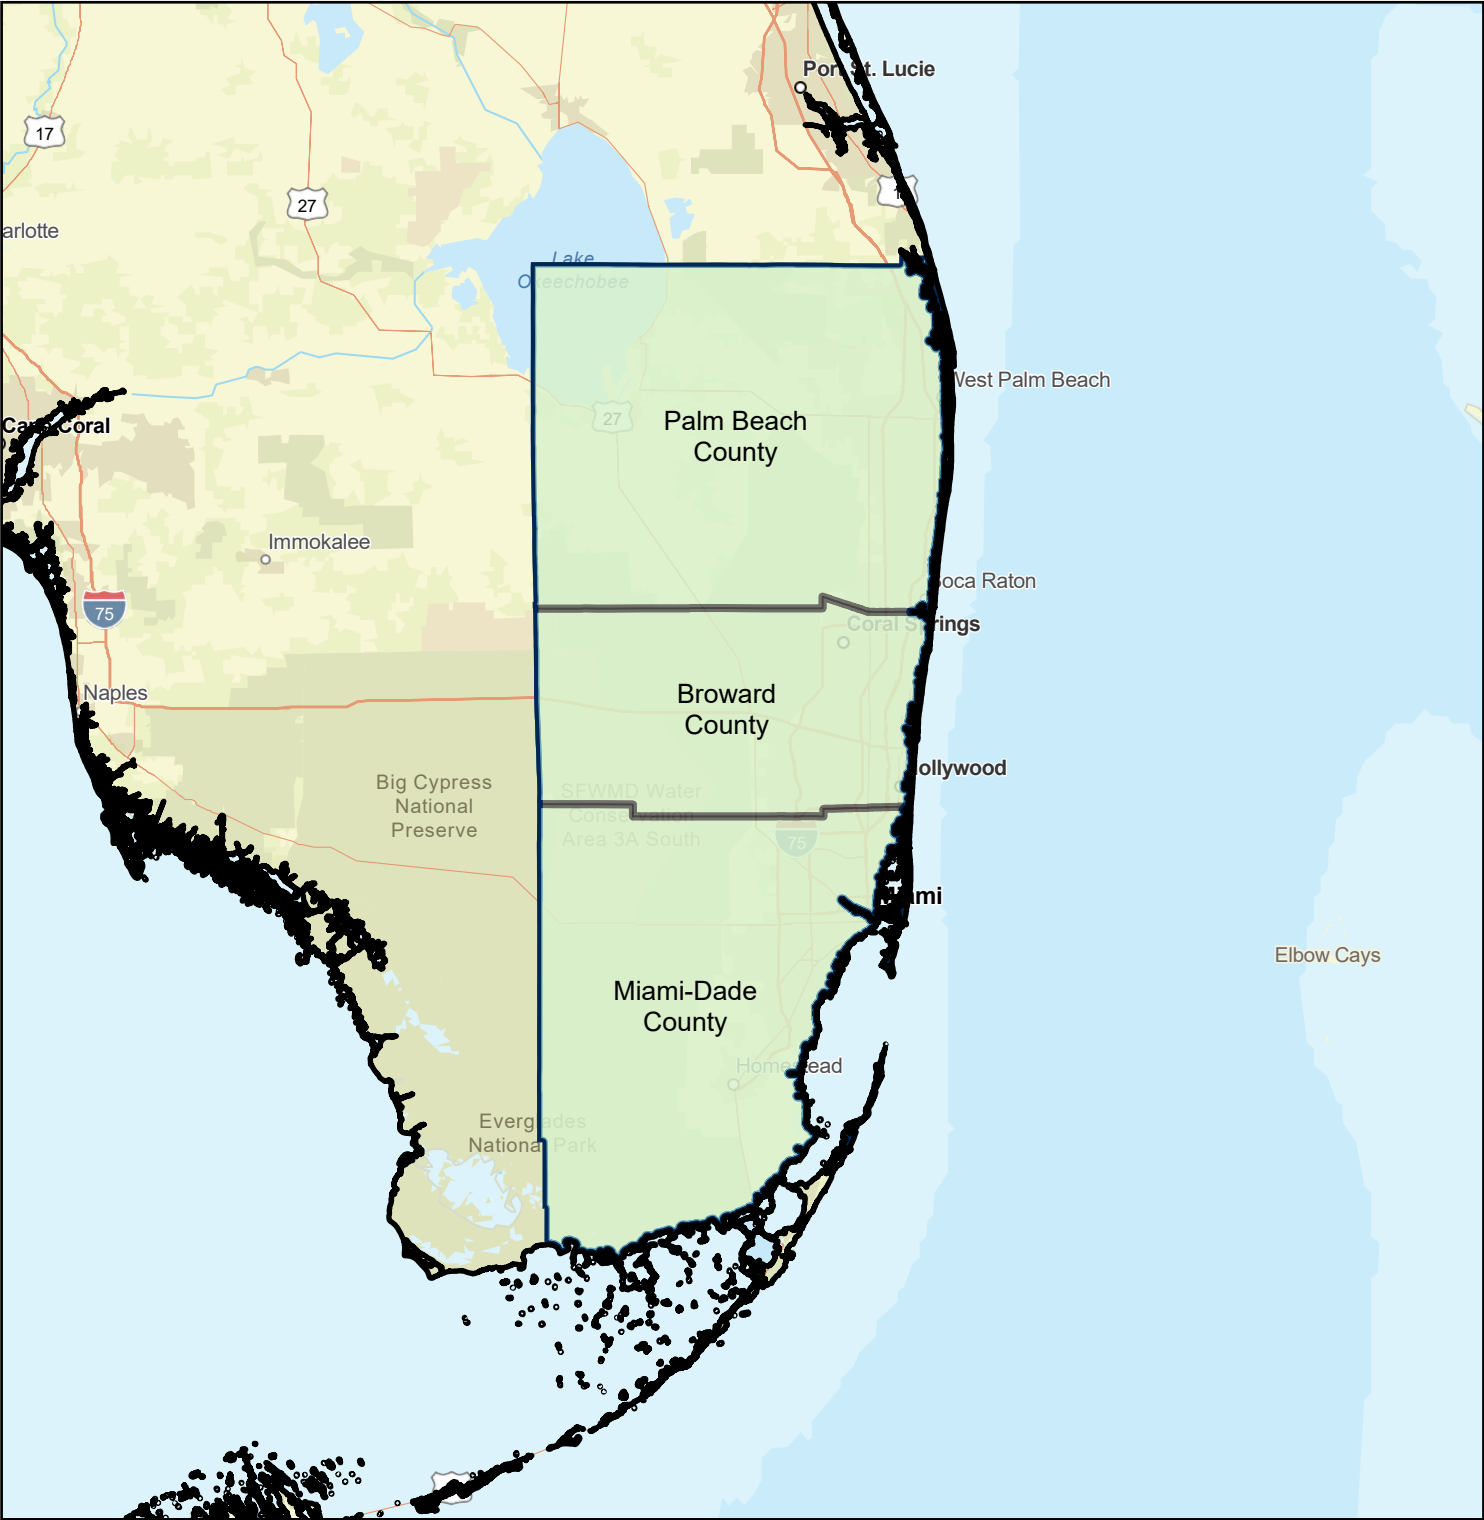 Port St. Lucie
17
1
27
arlotte
Lake
Okeechobee
West Palm Beach
27
Palm Beach
County
Cape Coral
Immokalee
Boca Raton
75
Coral Springs
Naples
Broward
County
Hollywood
Big Cypress
National
Preserve
SFWMD Water
Conservation
Area 3A South
75
Miami
Elbow Cays
Miami-Dade
County
Homestead
Everglades
National Park